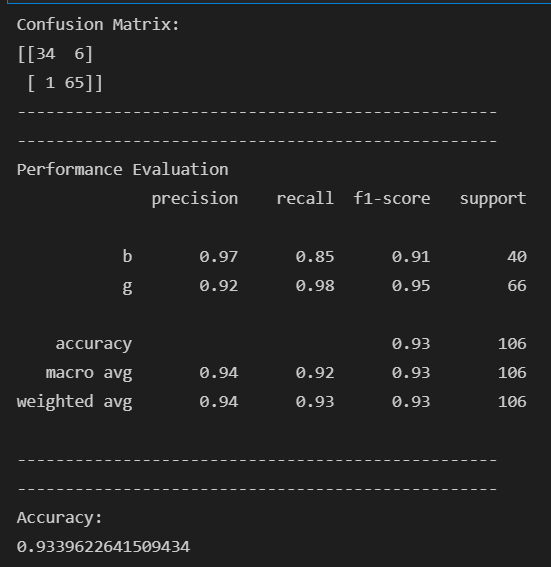 Confusion Matrix:
[[34  6]
 [ 1 65]]
--------------------------------------------------
--------------------------------------------------
Performance Evaluation
              precision    recall  f1-score   support

           b       0.97      0.85      0.91        40
           g       0.92      0.98      0.95        66

    accuracy                           0.93       106
   macro avg       0.94      0.92      0.93       106
weighted avg       0.94      0.93      0.93       106

--------------------------------------------------
--------------------------------------------------
Accuracy:
0.9339622641509434